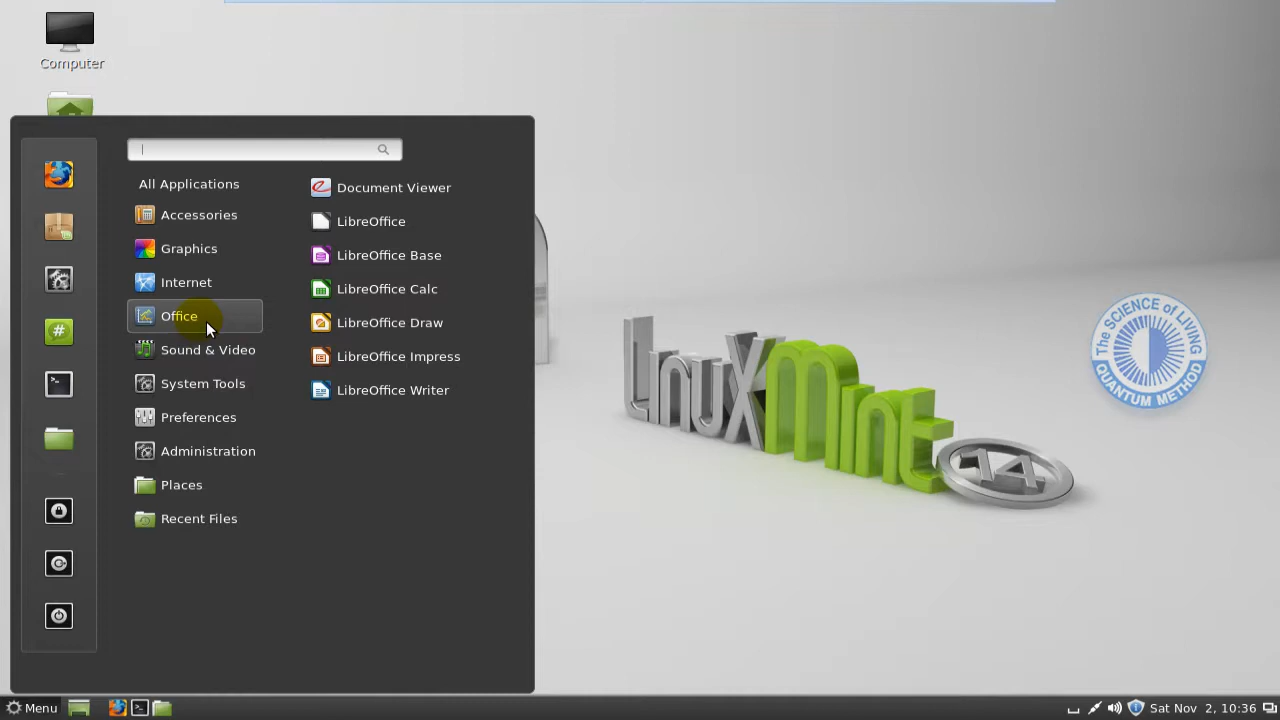 Computer
All Applications
Accessories
Graphics
Internet
Office
Sound & Video
System Tools
Preferences
Administration
Places
Recent Files
Document Viewer
LibreOffice
LibreOffice Base
LibreOffice Calc
LibreOffice Draw
LibreOffice Impress
LibreOffice Writer
LinuxMint 14
The SCIENCE of LIVING
QUANTUM METHOD
Menu
Sat Nov 2, 10:36